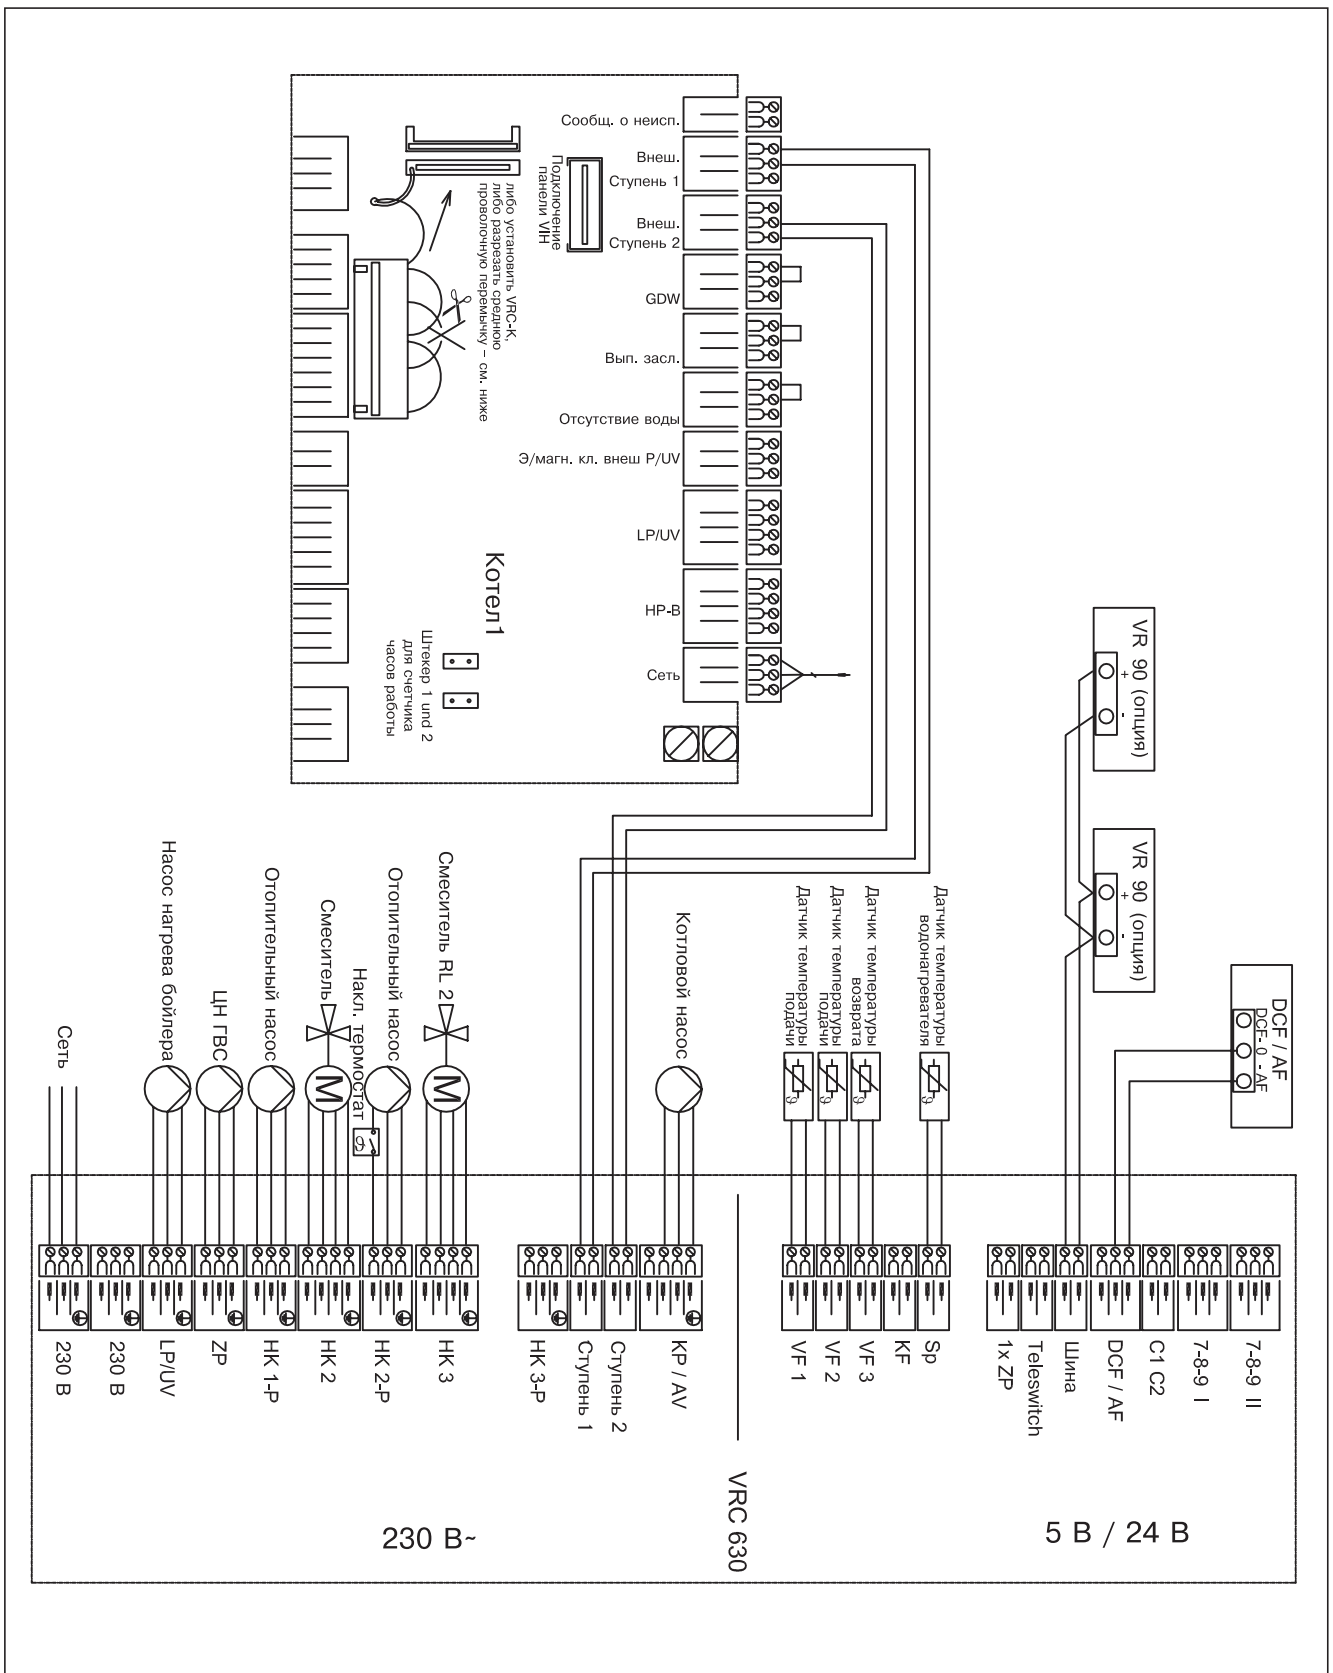 Сообщ. о неисп.
Внеш.
Ступень 1
Внеш.
Ступень 2
GDW
Вып. засл.
Отсутствие воды
Э/магн. кл. внеш P/UV
LP/UV
HP-B
Сеть
Подключение
панели VIH
либо установить VRC-K,
либо разрезать среднюю
проволочную перемычку – см. ниже
Котел1
Штекер 1 und 2
для счетчика
часов работы
VR 90 (опция)
+
-
VR 90 (опция)
+
-
DCF / AF
DCF- 0 - AF
Сеть
Насос нагрева бойлера
ЦН ГВС
Отопительный насос
Смеситель
M
Накл. термостат
Отопительный насос
Смеситель RL 2
M
Котловой насос
Датчик температуры
подачи
Датчик температуры
подачи
Датчик температуры
возврата
Датчик температуры
водонагревателя
230 В
230 В
LP/UV
ZP
НК 1-Р
НК 2
НК 2-Р
НК 3
НК 3-Р
Ступень 1
Ступень 2
KP / AV
VF 1
VF 2
VF 3
KF
Sp
1x ZP
Teleswitch
Шина
DCF / AF
C1 C2
7-8-9 I
7-8-9 II
230 В~
VRC 630
5 В / 24 В